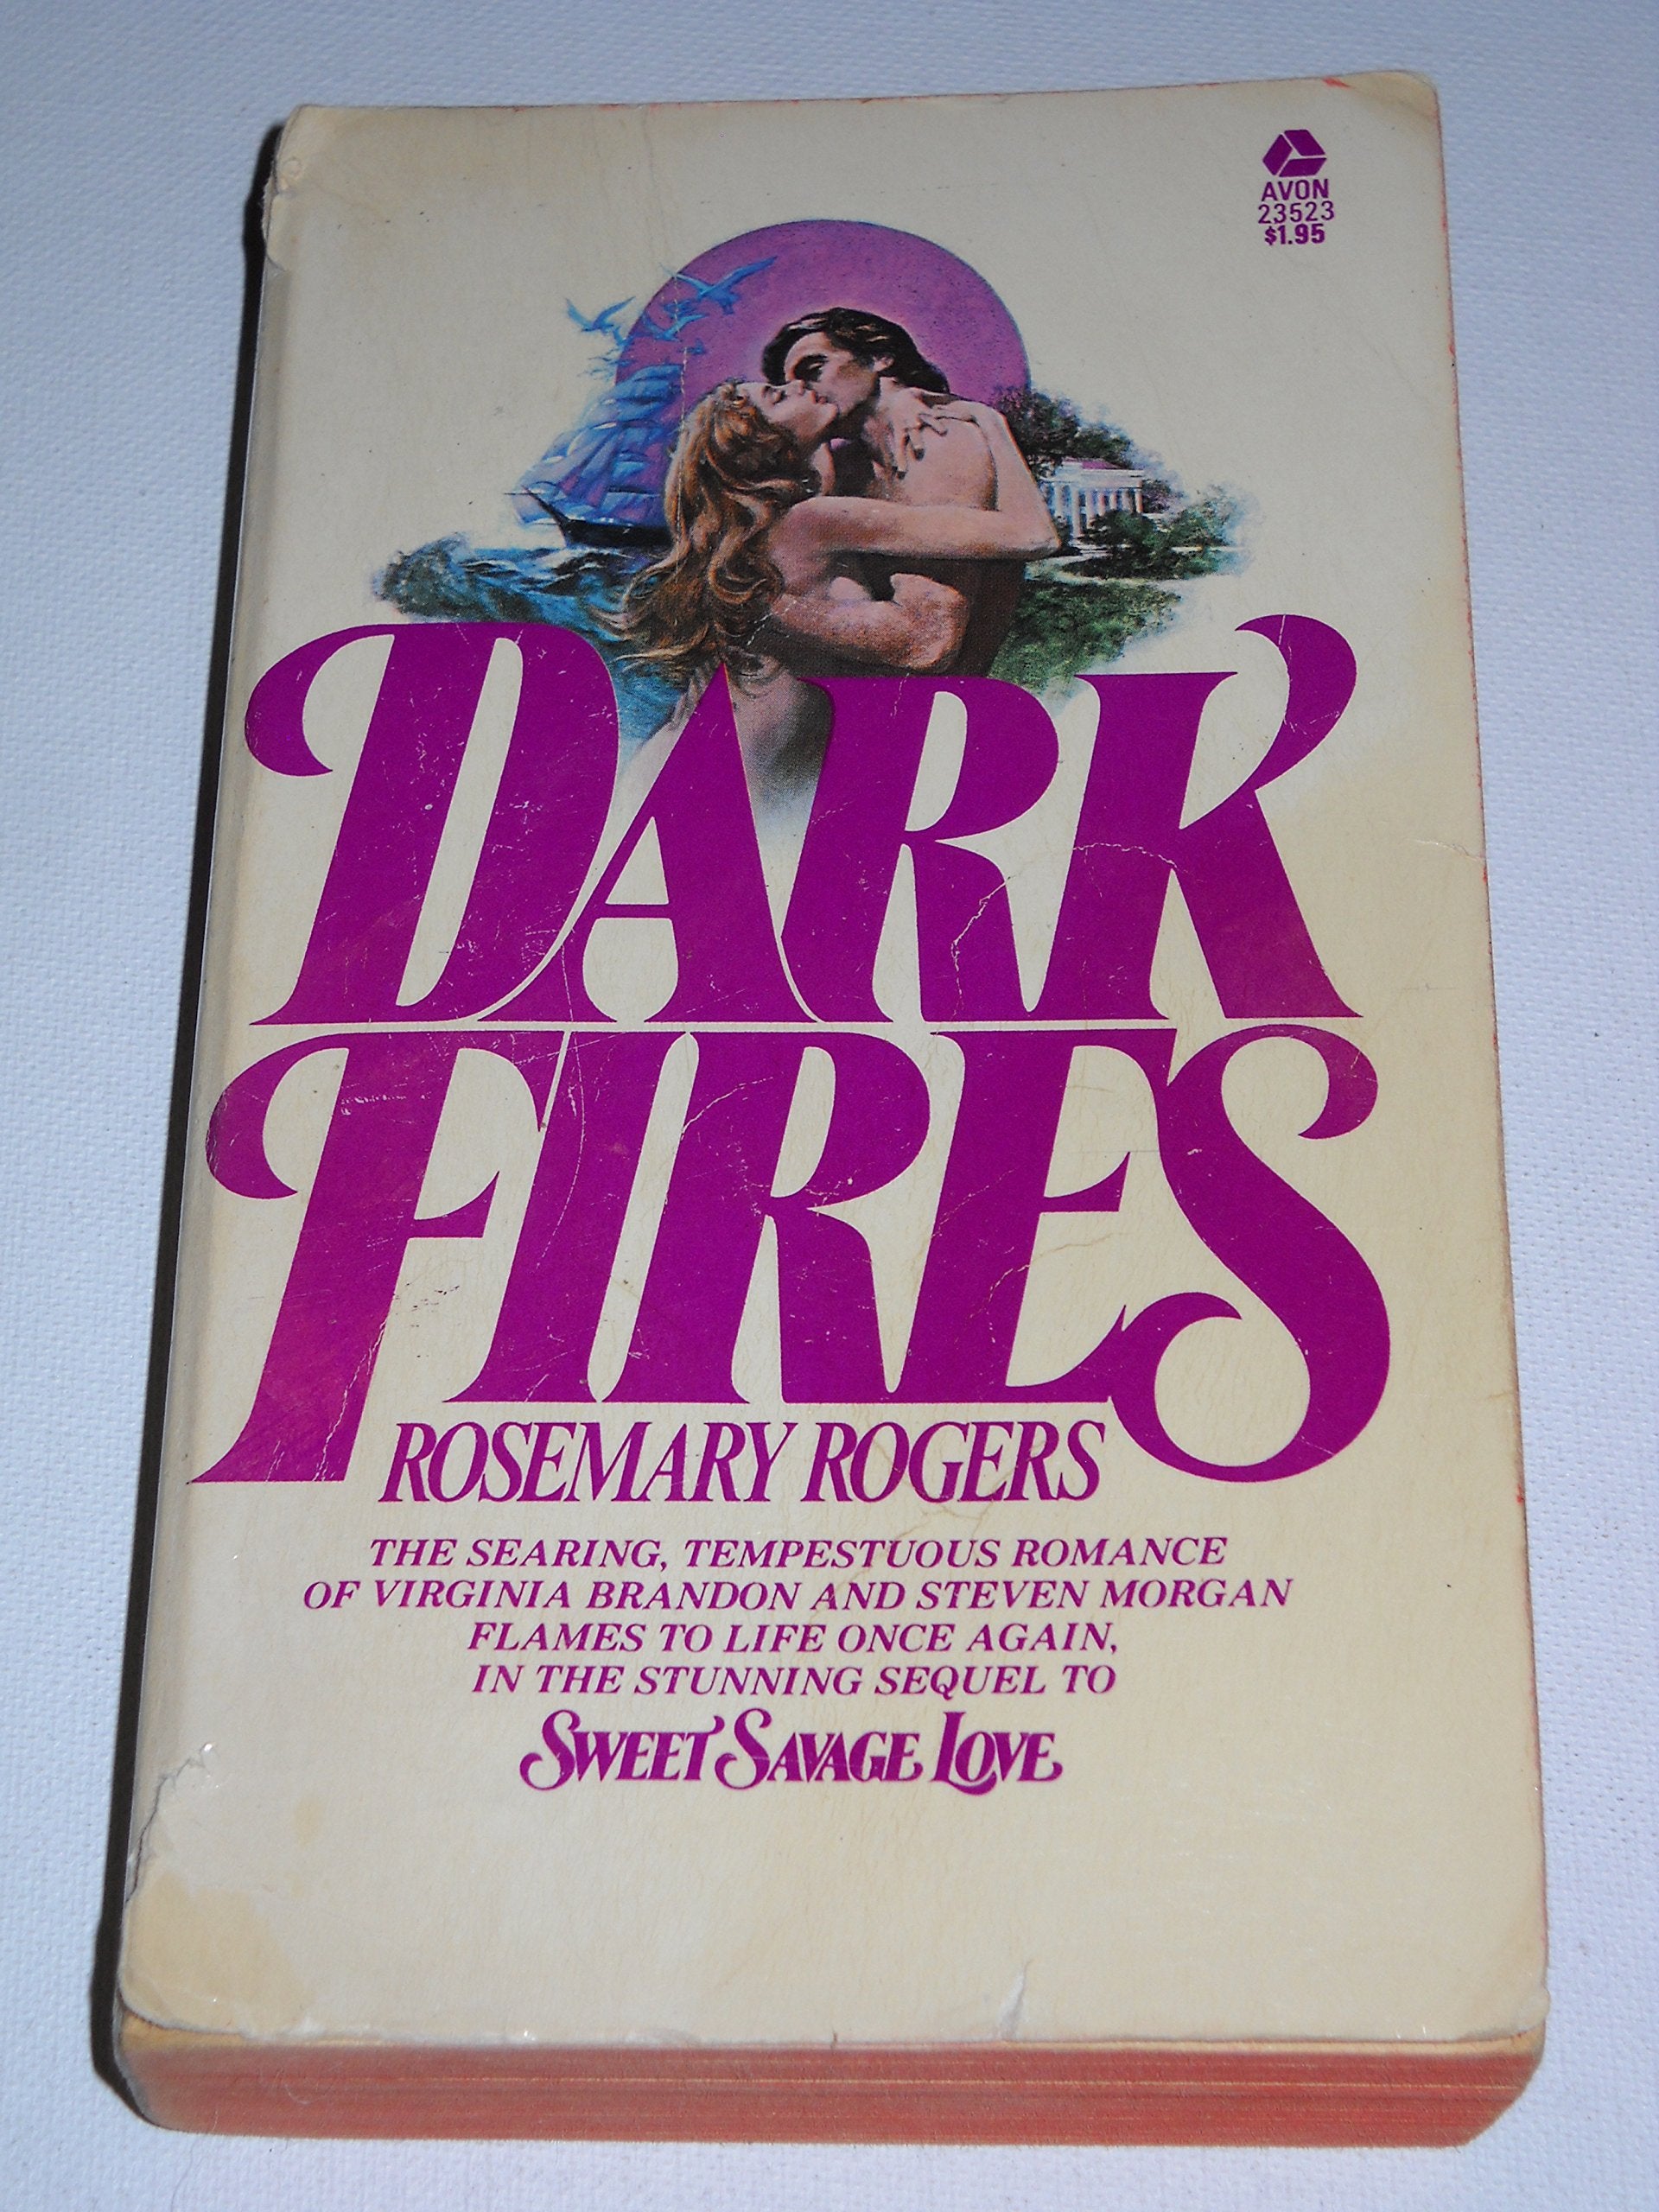 AVON
23523
$1.95
DARK
FIRES
ROSEMARY ROGERS
THE SEARING, TEMPESTUOUS ROMANCE
OF VIRGINIA BRANDON AND STEVEN MORGAN
FLAMES TO LIFE ONCE AGAIN,
IN THE STUNNING SEQUEL TO
SWEET SAVAGE LOVE